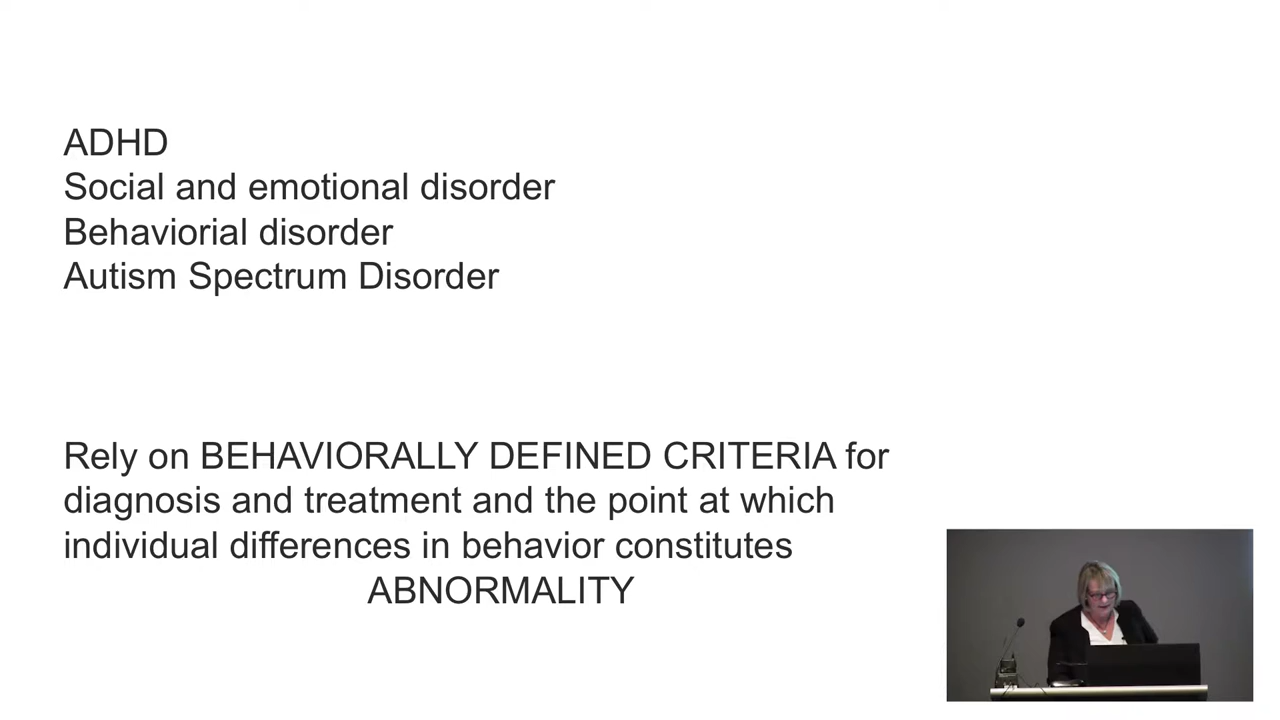 ADHD
Social and emotional disorder
Behaviorial disorder
Autism Spectrum Disorder
Rely on BEHAVIORALLY DEFINED CRITERIA for
diagnosis and treatment and the point at which
individual differences in behavior constitutes
ABNORMALITY